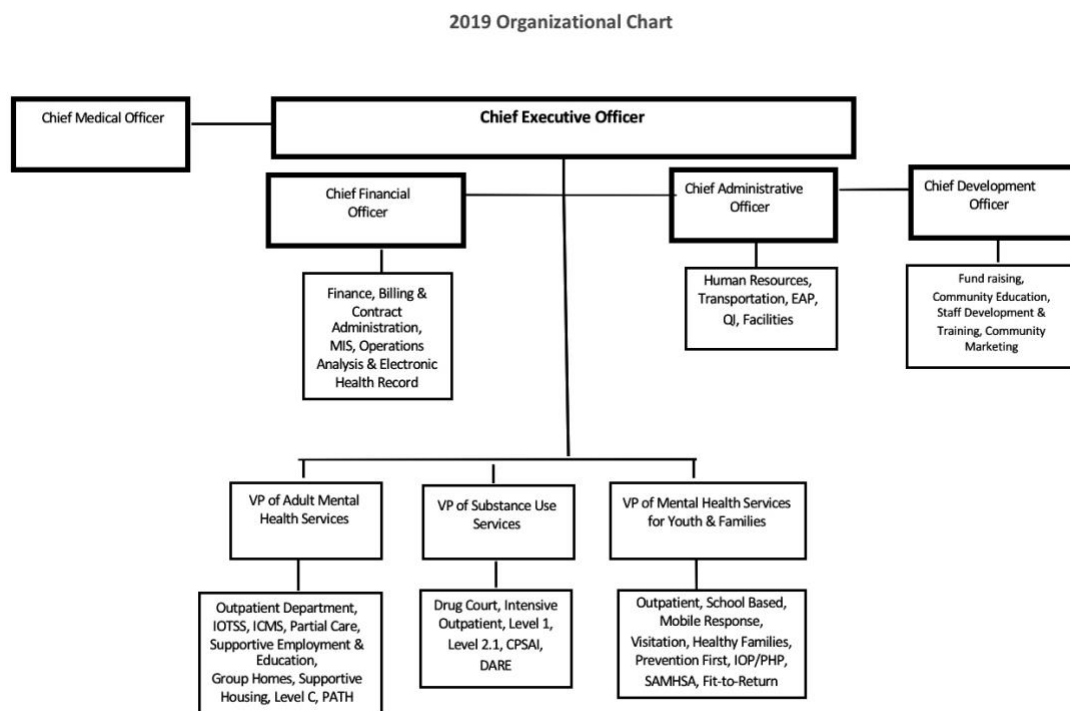 2019 Organizational Chart
Chief Medical Officer
Chief Executive Officer
Chief Financial
Officer
Chief Administrative
Officer
Chief Development
Officer
Finance, Billing &
Contract
Administration,
MIS, Operations
Analysis & Electronic
Health Record
Human Resources,
Transportation, EAP,
QI, Facilities
Fund raising,
Community Education,
Staff Development &
Training, Community
Marketing
VP of Adult Mental
Health Services
VP of Substance Use
Services
VP of Mental Health Services
for Youth & Families
Outpatient Department,
IOTSS, ICMS, Partial Care,
Supportive Employment &
Education,
Group Homes, Supportive
Housing, Level C, PATH
Drug Court, Intensive
Outpatient, Level 1,
Level 2.1, CPSAI,
DARE
Outpatient, School Based,
Mobile Response,
Visitation, Healthy Families,
Prevention First, IOP/PHP,
SAMHSA, Fit-to-Return